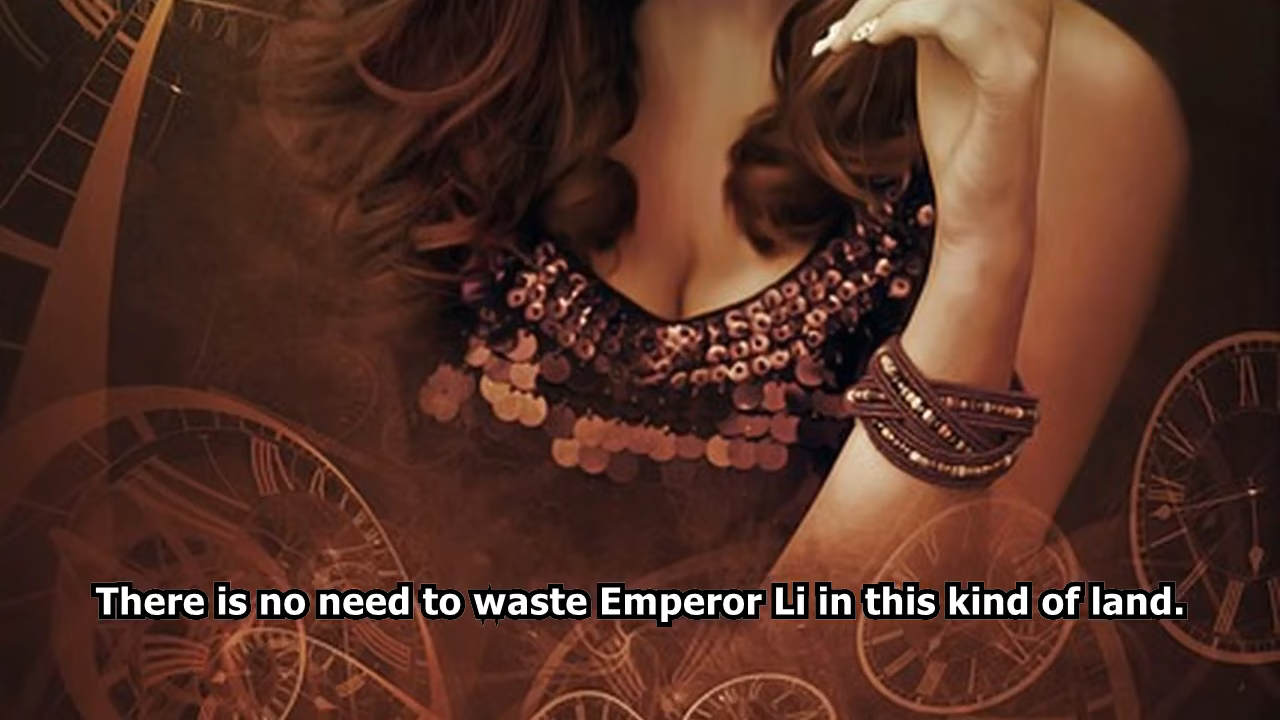 There is no need to waste Emperor Li in this kind of land.